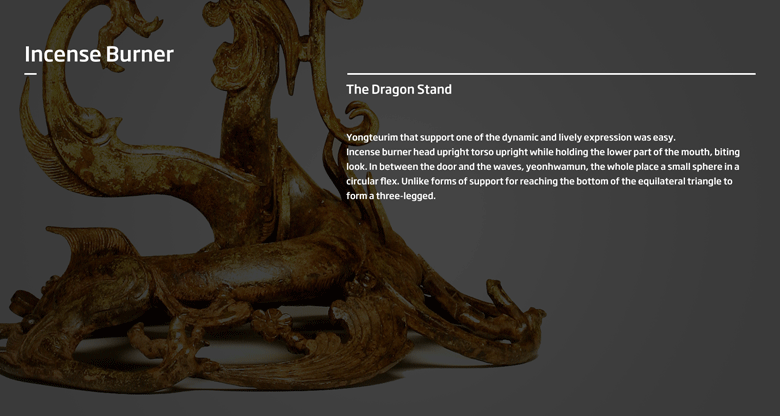 Incense Burner
The Dragon Stand
Yongteurim that support one of the dynamic and lively expression was easy.
Incense burner head upright torso upright while holding the lower part of the mouth, biting
look. In between the door and the waves, yeonhwamun, the whole place a small sphere in a
circular flex. Unlike forms of support for reaching the bottom of the equilateral triangle to
form a three-legged.